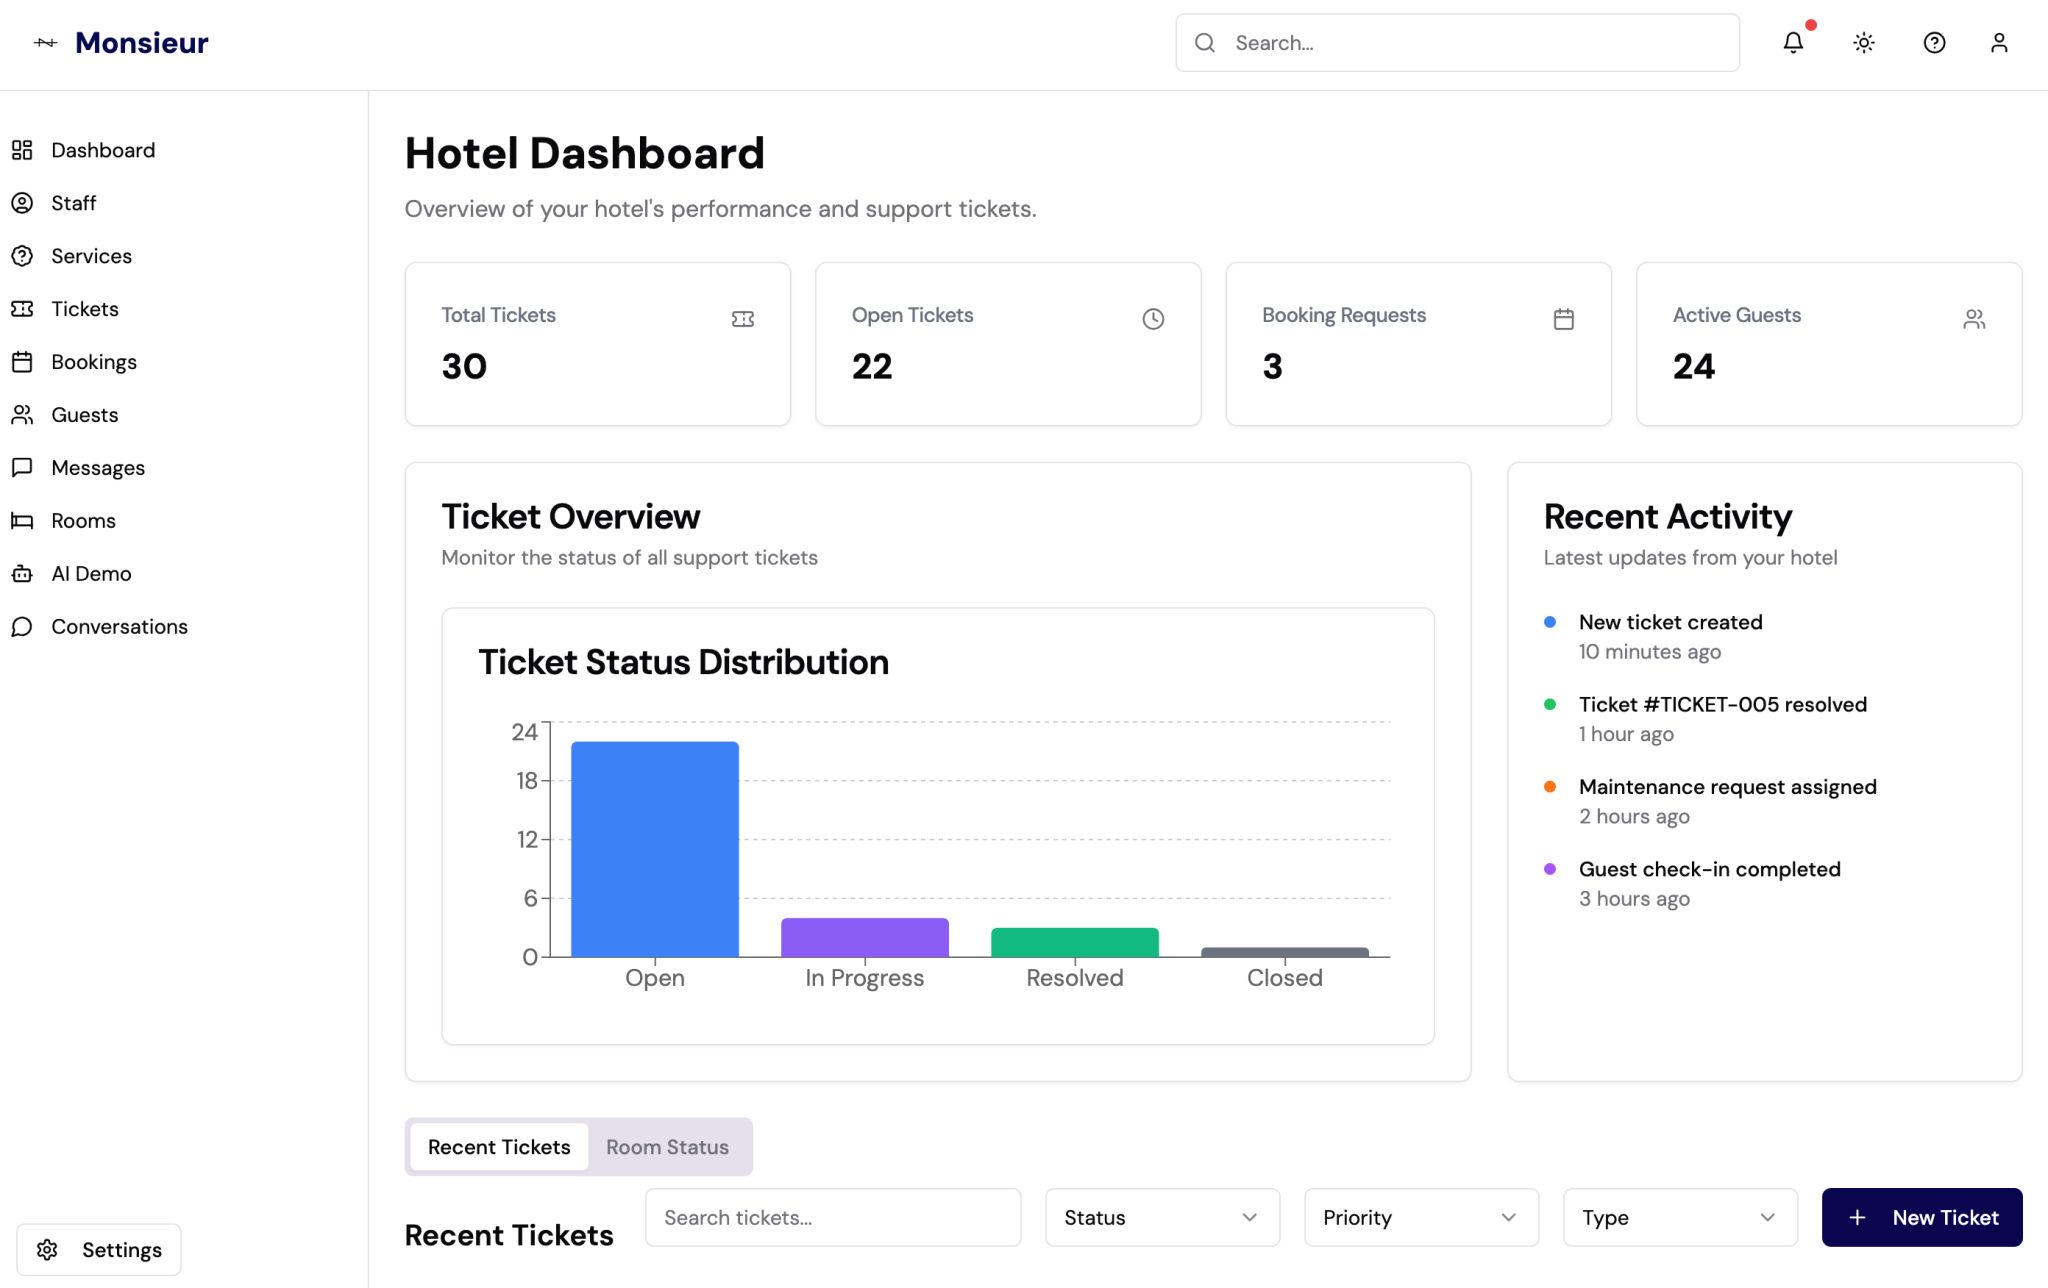 Monsieur
Search...
Dashboard
Staff
Services
Tickets
Bookings
Guests
Messages
Rooms
AI Demo
Conversations
Settings
Hotel Dashboard
Overview of your hotel's performance and support tickets.
Total Tickets
30
Open Tickets
22
Booking Requests
3
Active Guests
24
Ticket Overview
Monitor the status of all support tickets
Ticket Status Distribution
24
18
12
6
0
Open
In Progress
Resolved
Closed
Recent Activity
Latest updates from your hotel
New ticket created
10 minutes ago
Ticket #TICKET-005 resolved
1 hour ago
Maintenance request assigned
2 hours ago
Guest check-in completed
3 hours ago
Recent Tickets
Room Status
Recent Tickets
Search tickets...
Status
Priority
Type
New Ticket